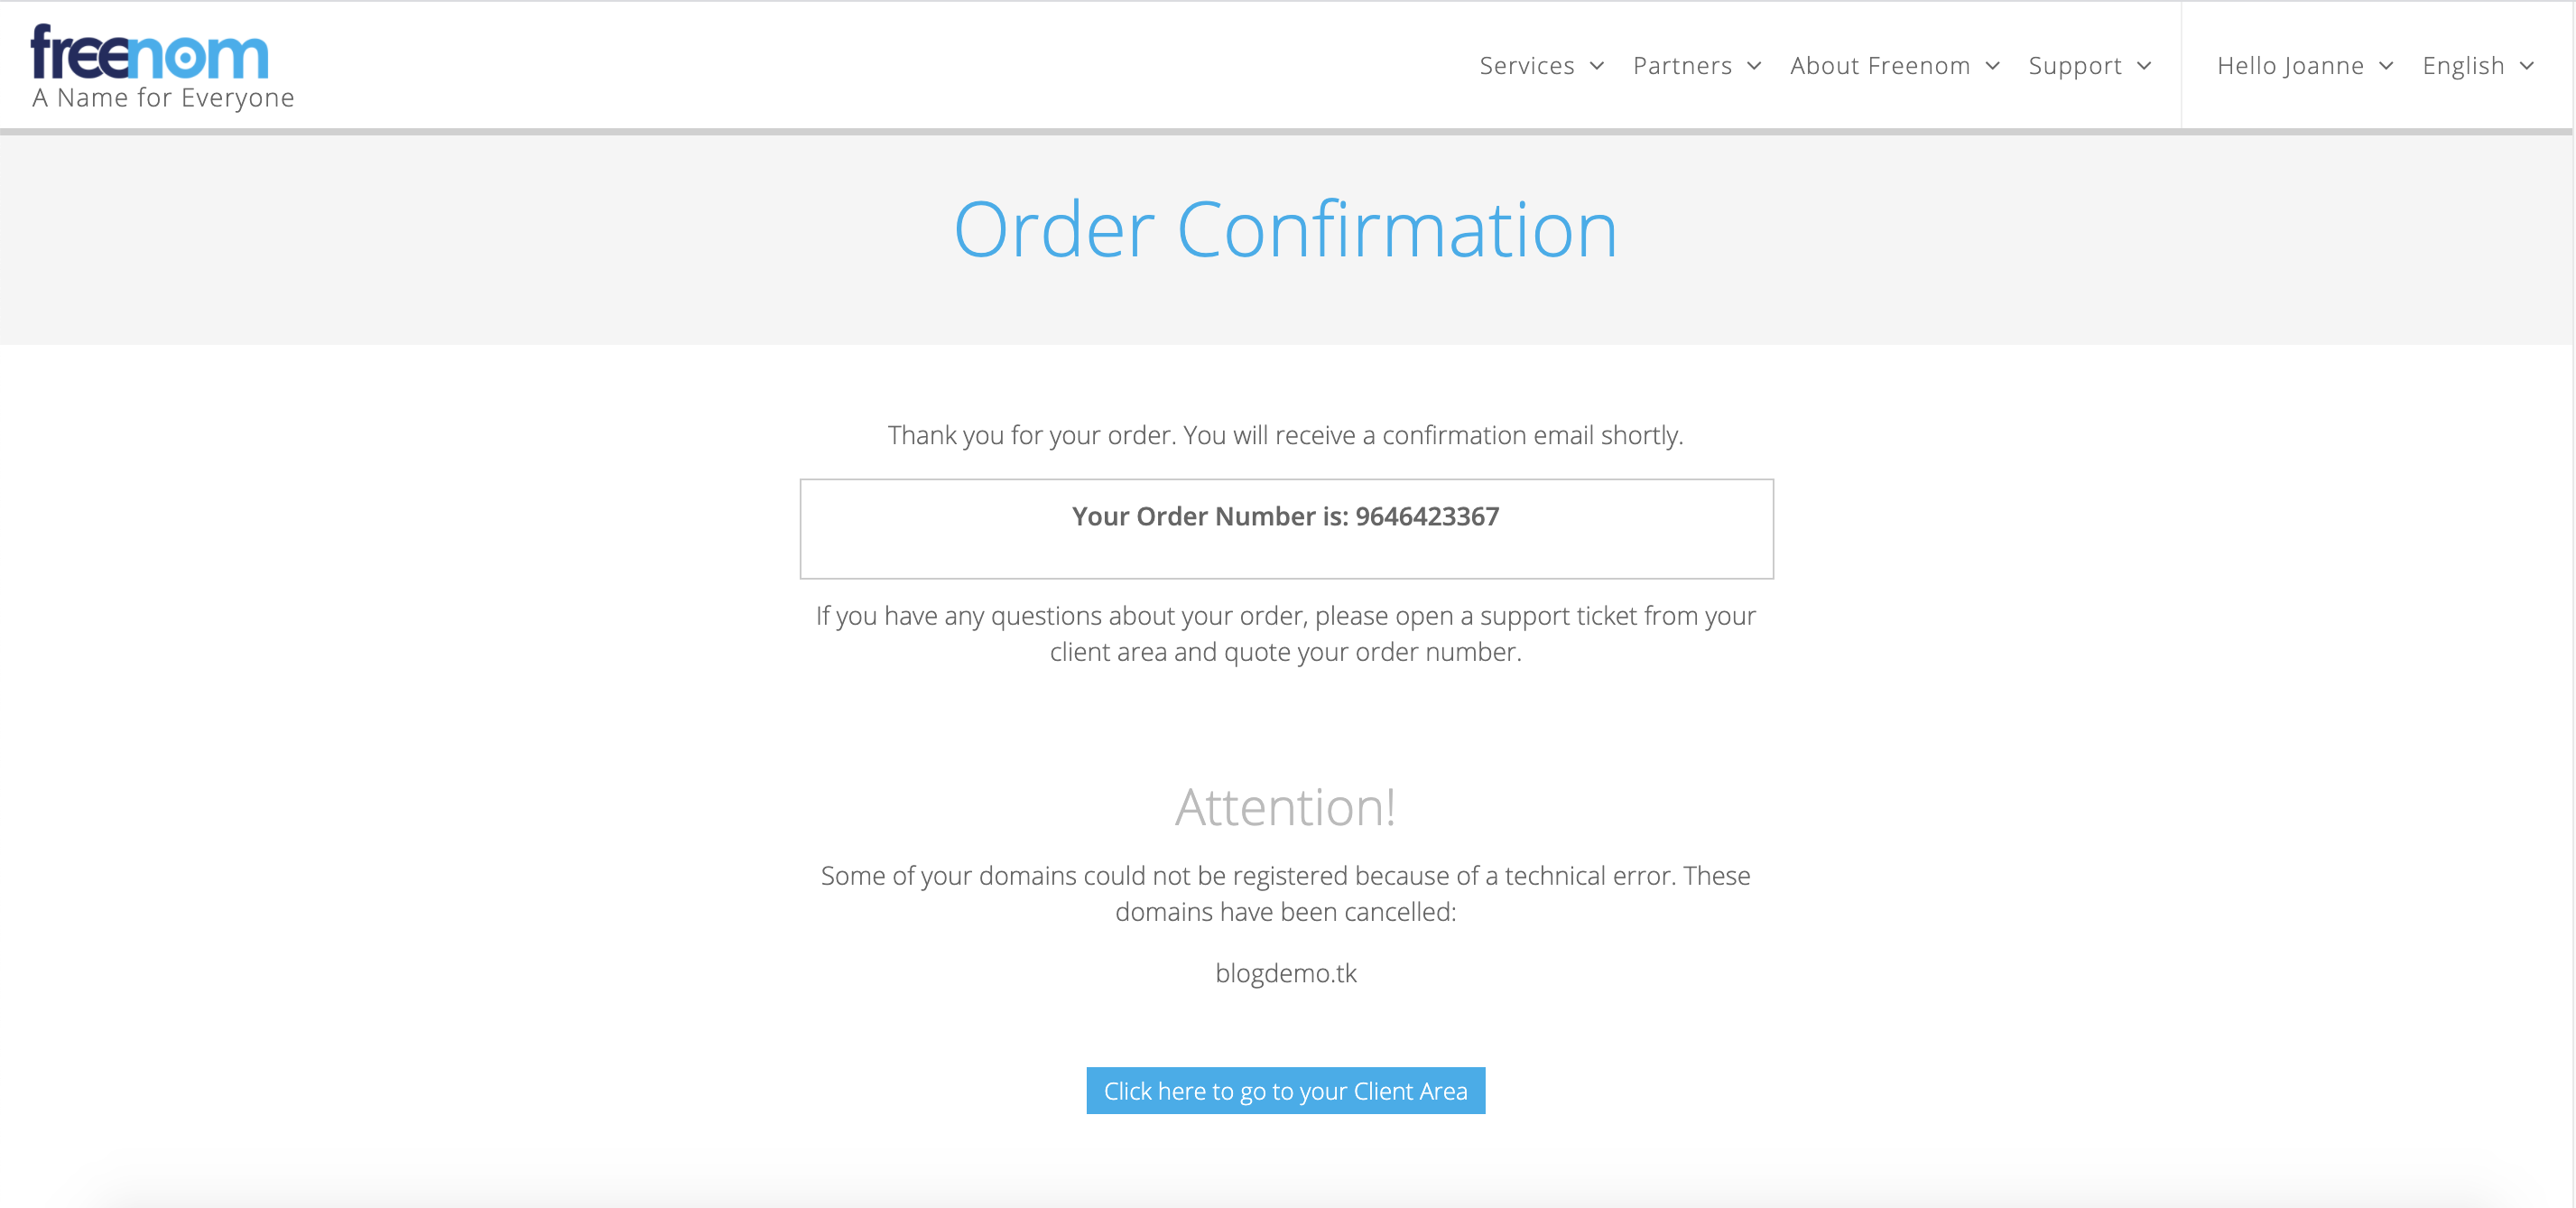 freenom
A Name for Everyone
Services Partners About Freenom Support Hello Joanne English
Order Confirmation
Thank you for your order. You will receive a confirmation email shortly.
Your Order Number is: 9646423367
If you have any questions about your order, please open a support ticket from your
client area and quote your order number.
Attention!
Some of your domains could not be registered because of a technical error. These
domains have been cancelled:
blogdemo.tk
Click here to go to your Client Area